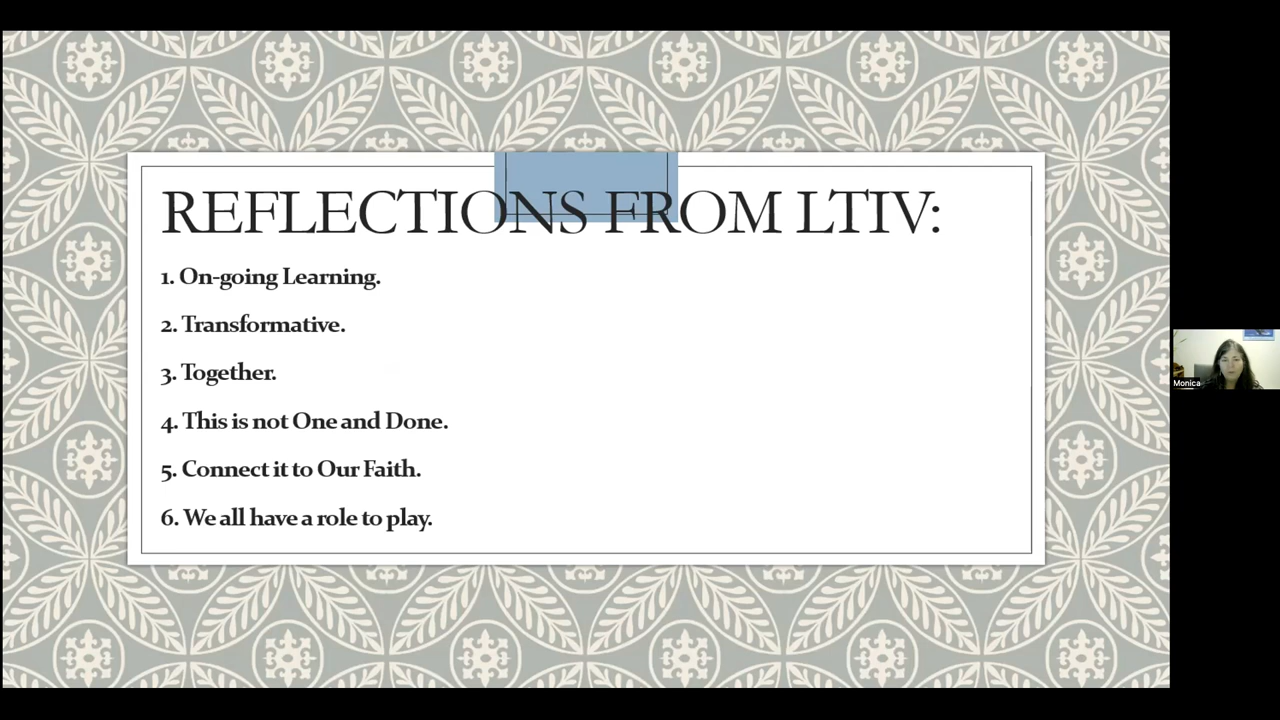 REFLECTIONS FROM LTIV:
1. On-going Learning.
2. Transformative.
3. Together.
4. This is not One and Done.
5. Connect it to Our Faith.
6. We all have a role to play.
Monica